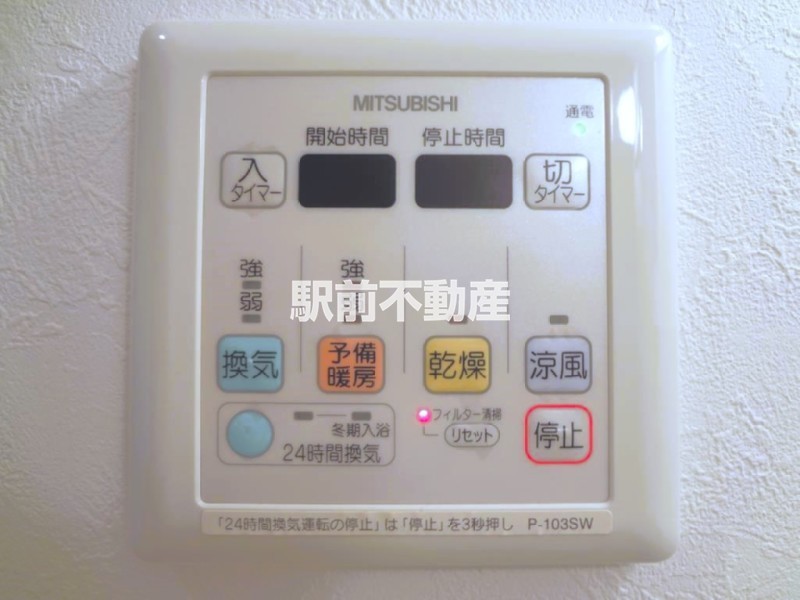 MITSUBISHI
通電
開始時間 停止時間
入
タイマー
切
タイマー
強
弱
強
駅前不動産
換気
予備
暖房
乾燥
涼風
フィルター清掃
リセット
停止
冬期入浴
24時間換気
「24時間換気運転の停止」は「停止」を3秒押し P-103SW